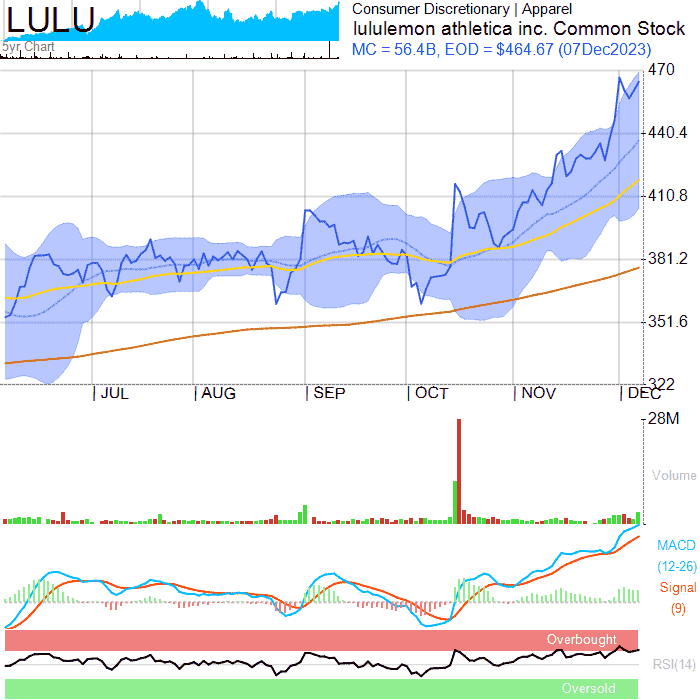 LULU
5yr. Chart
Consumer Discretionary | Apparel
lululemon athletica inc. Common Stock
MC = 56.4B, EOD = $464.67 (07Dec2023)
470
440.4
410.8
381.2
351.6
322
JUL
AUG
SEP
OCT
NOV
DEC
28M
Volume
MACD
(12-26)
Signal
(9)
Overbought
RSI(14)
Oversold